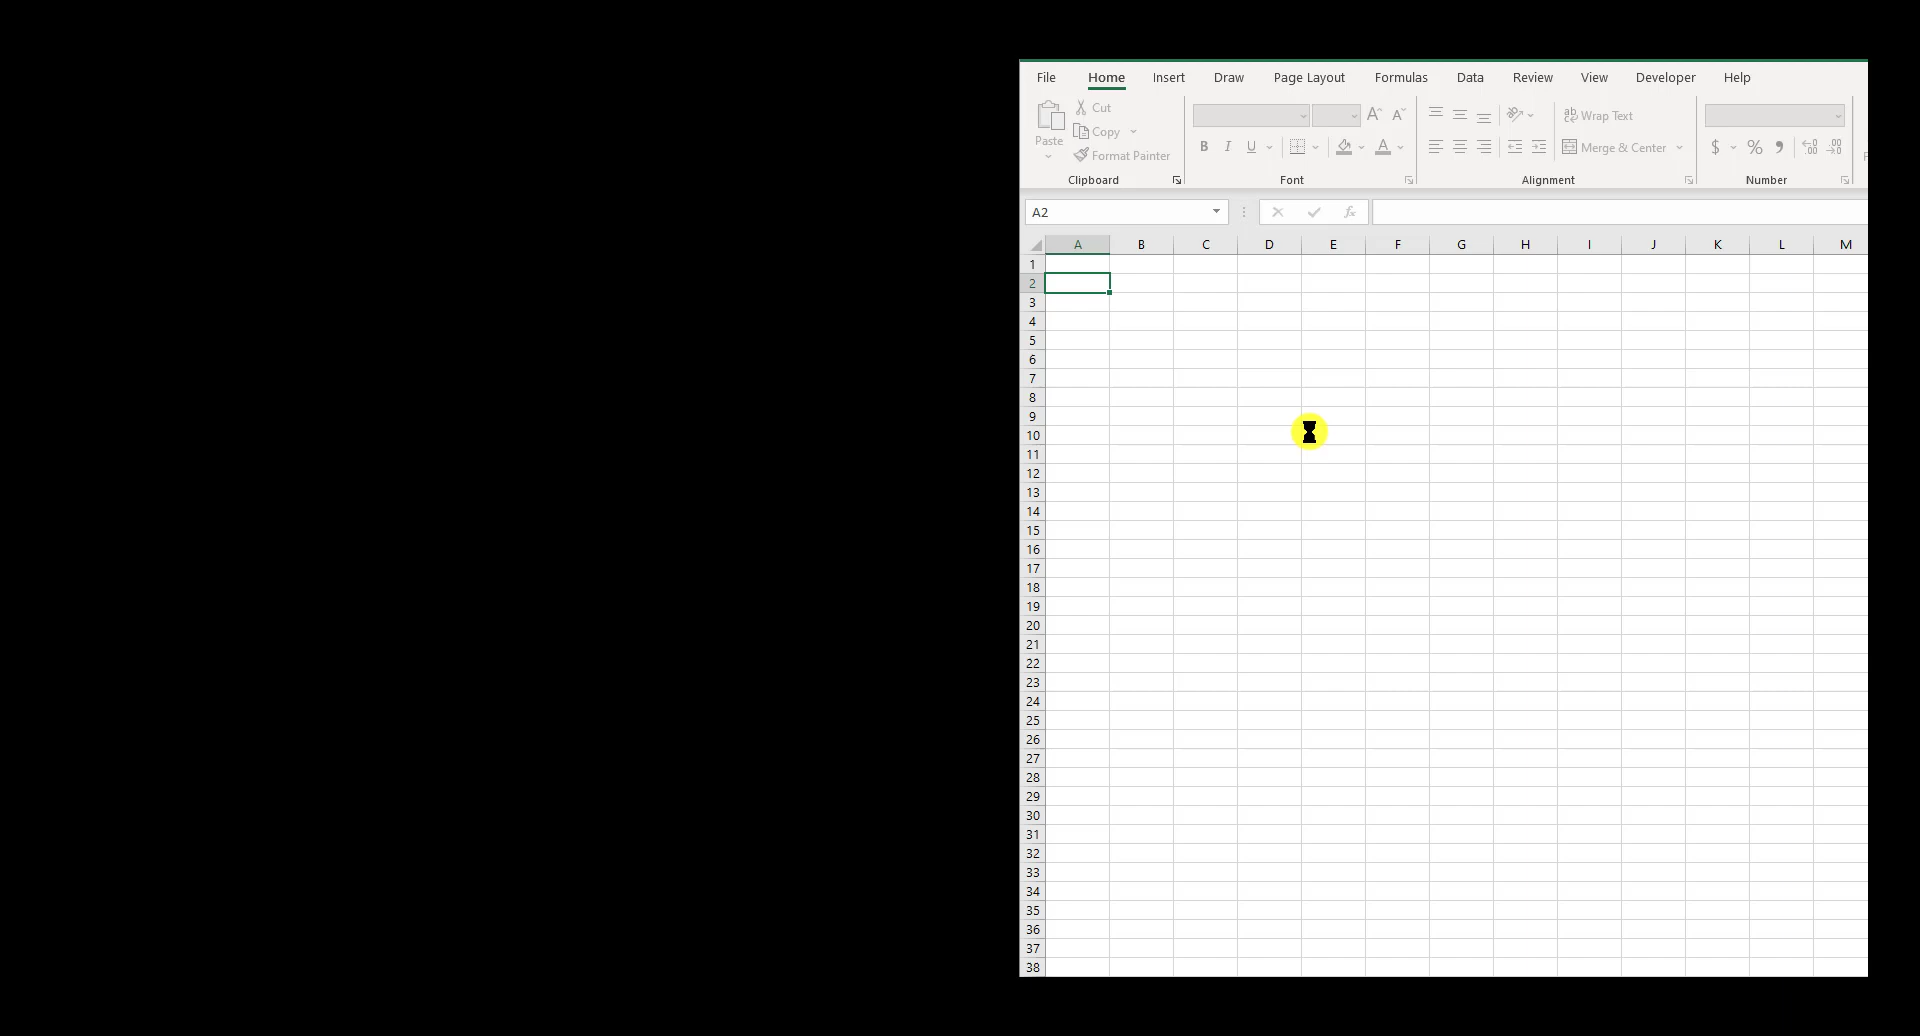 File Home Insert Draw Page Layout Formulas Data Review View Developer Help
Cut
Copy
Format Painter
Paste
Clipboard
A^ A˅
B I U A
Font
ab Wrap Text
Merge & Center
Alignment
$ % , .00
Number
A2 fx
A B C D E F G H I J K L M
1
2
3
4
5
6
7
8
9
10
11
12
13
14
15
16
17
18
19
20
21
22
23
24
25
26
27
28
29
30
31
32
33
34
35
36
37
38